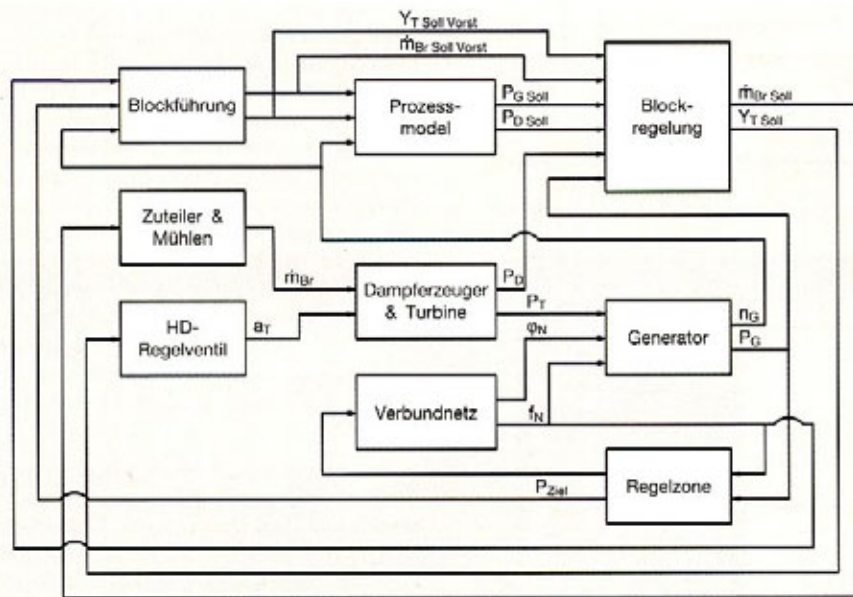 Y_T Soll Vorst
ṁ_Br Soll Vorst
Blockführung
Prozess-
model
P_G Soll
P_D Soll
Block-
regelung
ṁ_Br Soll
Y_T Soll
Zuteiler &
Mühlen
ṁ_Br
HD-
Regelventil
a_T
Dampferzeuger
& Turbine
P_D
P_T
φ_N
Generator
n_G
P_G
Verbundnetz
f_N
P_Ziel
Regelzone